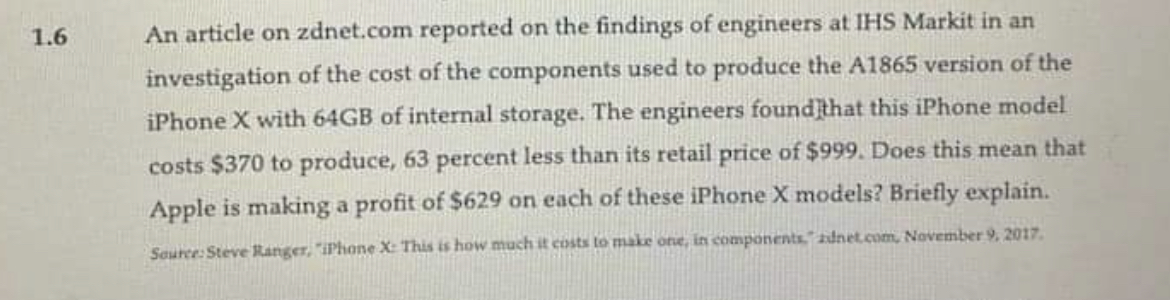 1.6 An article on zdnet.com reported on the findings of engineers at IHS Markit in an
investigation of the cost of the components used to produce the A1865 version of the
iPhone X with 64GB of internal storage. The engineers found that this iPhone model
costs $370 to produce, 63 percent less than its retail price of $999. Does this mean that
Apple is making a profit of $629 on each of these iPhone X models? Briefly explain.
Source: Steve Ranger, "iPhone X: This is how much it costs to make one, in components," zdnet.com, November 9, 2017.